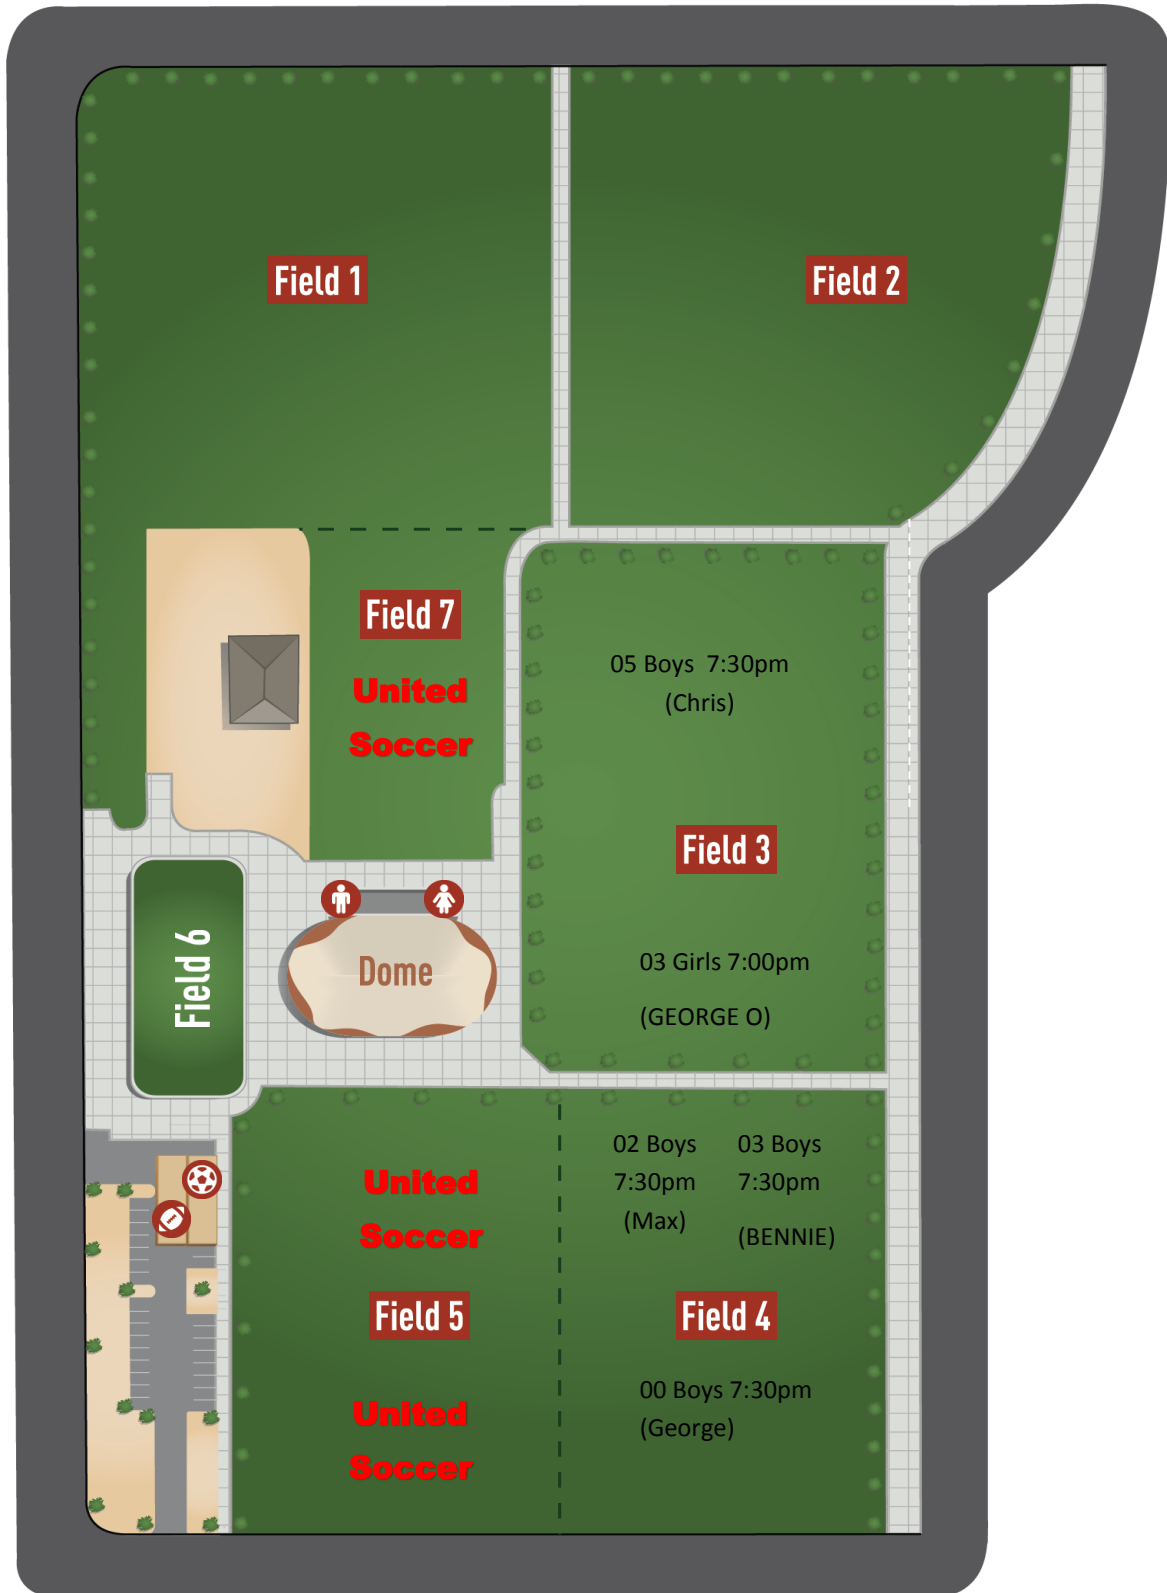 Field 1
Field 2
Field 7
United
Soccer
05 Boys  7:30pm
(Chris)
Field 3
03 Girls 7:00pm
(GEORGE O)
Field 6
Dome
02 Boys
7:30pm
(Max)
03 Boys
7:30pm
(BENNIE)
United
Soccer
Field 5
Field 4
United
Soccer
00 Boys 7:30pm
(George)